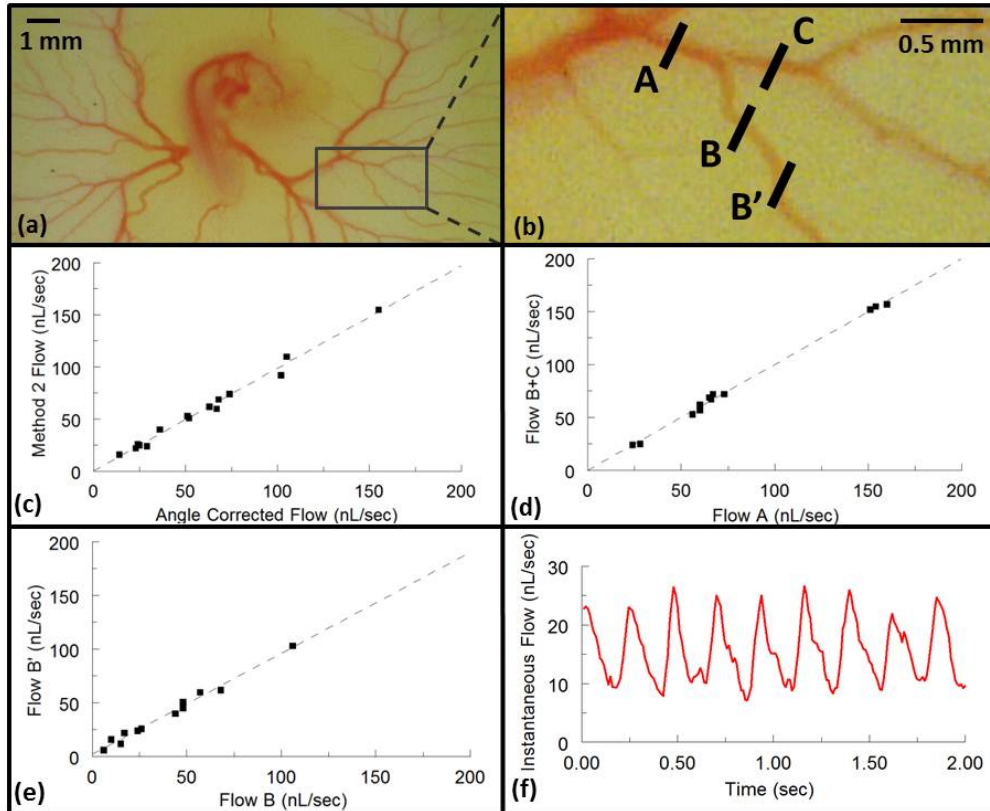 1 mm
(a)
A
B
C
B’
0.5 mm
(b)
200
150
100
50
0
Method 2 Flow (nL/sec)
0 50 100 150 200
Angle Corrected Flow (nL/sec)
(c)
200
150
100
50
0
Flow B+C (nL/sec)
0 50 100 150 200
Flow A (nL/sec)
(d)
200
150
100
50
0
Flow B' (nL/sec)
0 50 100 150 200
Flow B (nL/sec)
(e)
30
20
10
0
Instantaneous Flow (nL/sec)
0.00 0.50 1.00 1.50 2.00
Time (sec)
(f)